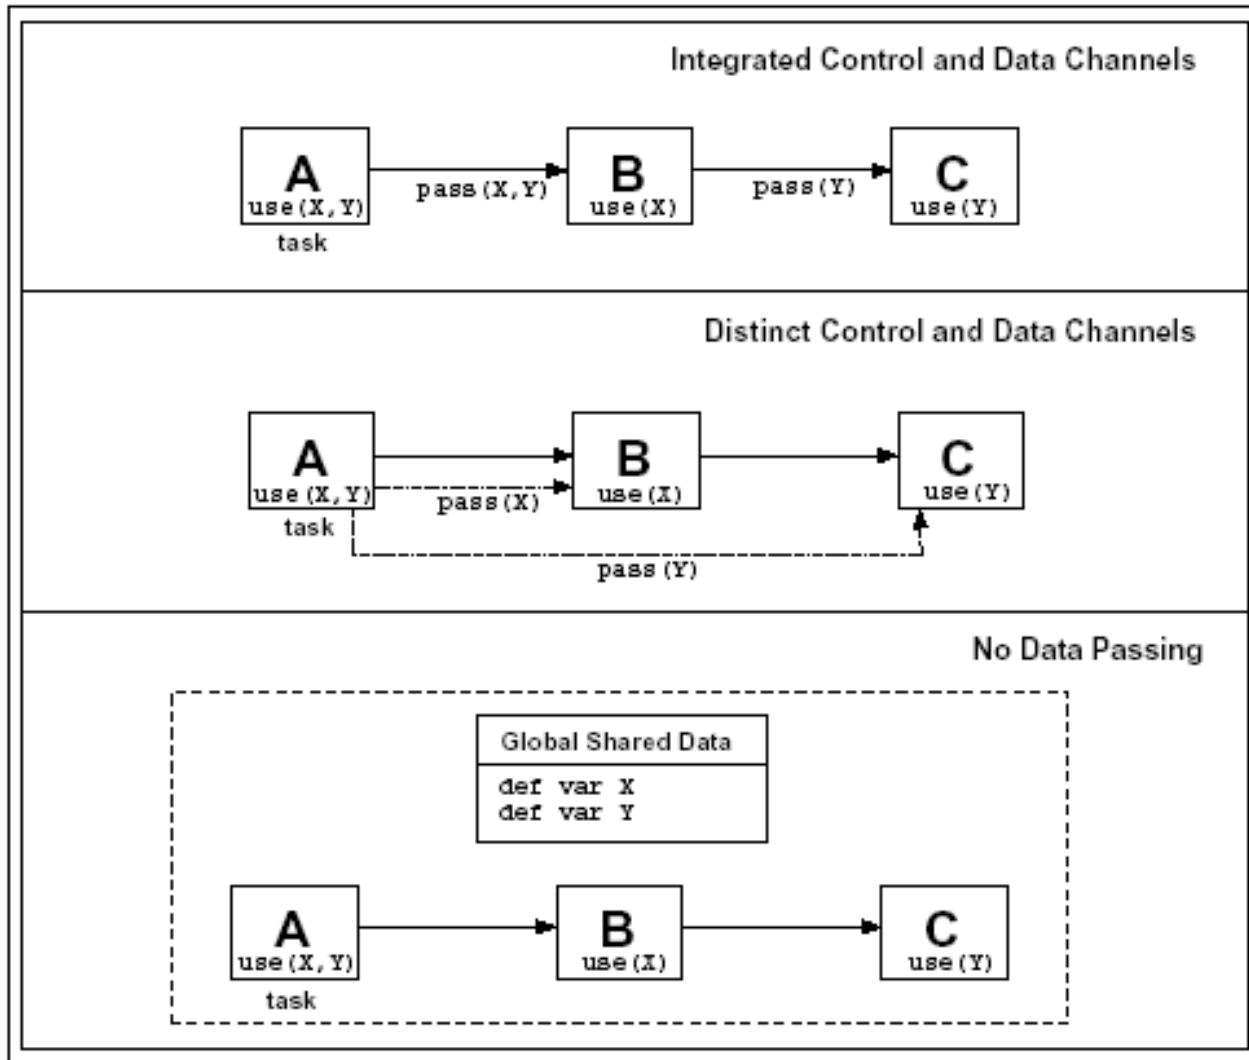 Integrated Control and Data Channels
A
use(X,Y)
task
pass(X,Y)
B
use(X)
pass(Y)
C
use(Y)
Distinct Control and Data Channels
A
use(X,Y)
task
pass(X)
B
use(X)
C
use(Y)
pass(Y)
No Data Passing
Global Shared Data
def var X
def var Y
A
use(X,Y)
task
B
use(X)
C
use(Y)